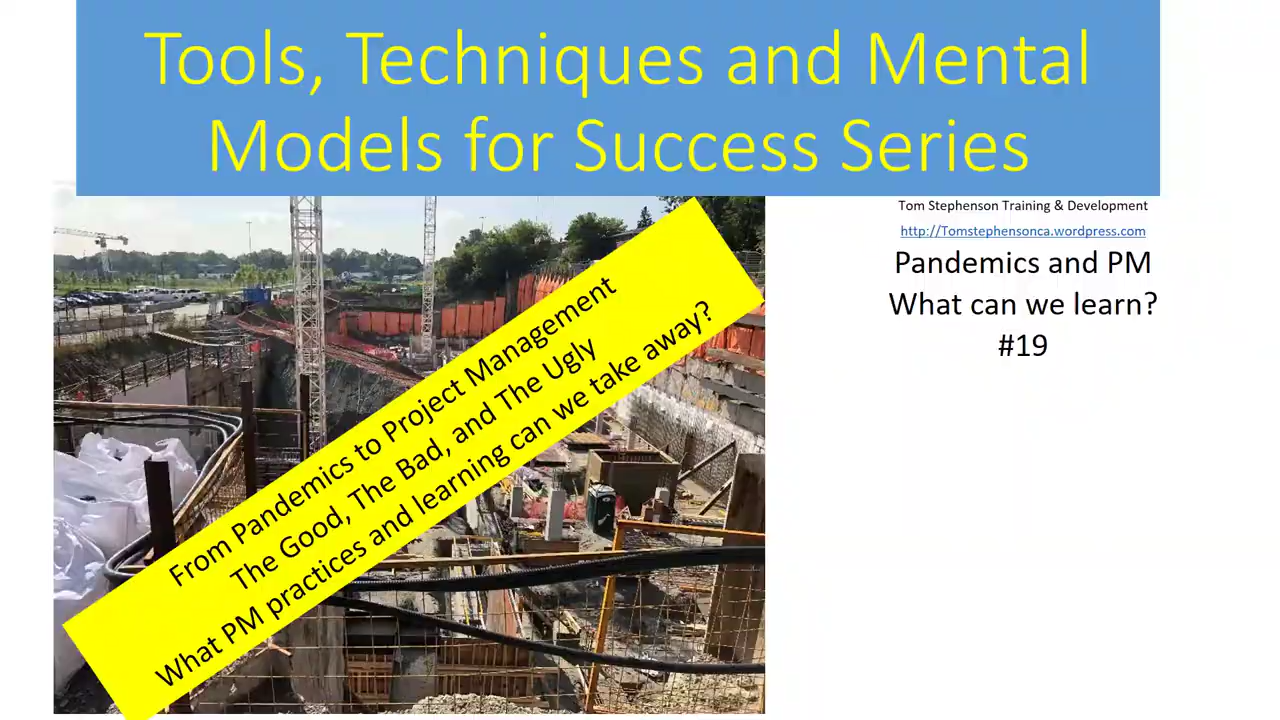 Tools, Techniques and Mental
Models for Success Series
Tom Stephenson Training & Development
http://Tomstephensonca.wordpress.com
Pandemics and PM
What can we learn?
#19
From Pandemics to Project Management
The Good, The Bad, and The Ugly
What PM practices and learning can we take away?